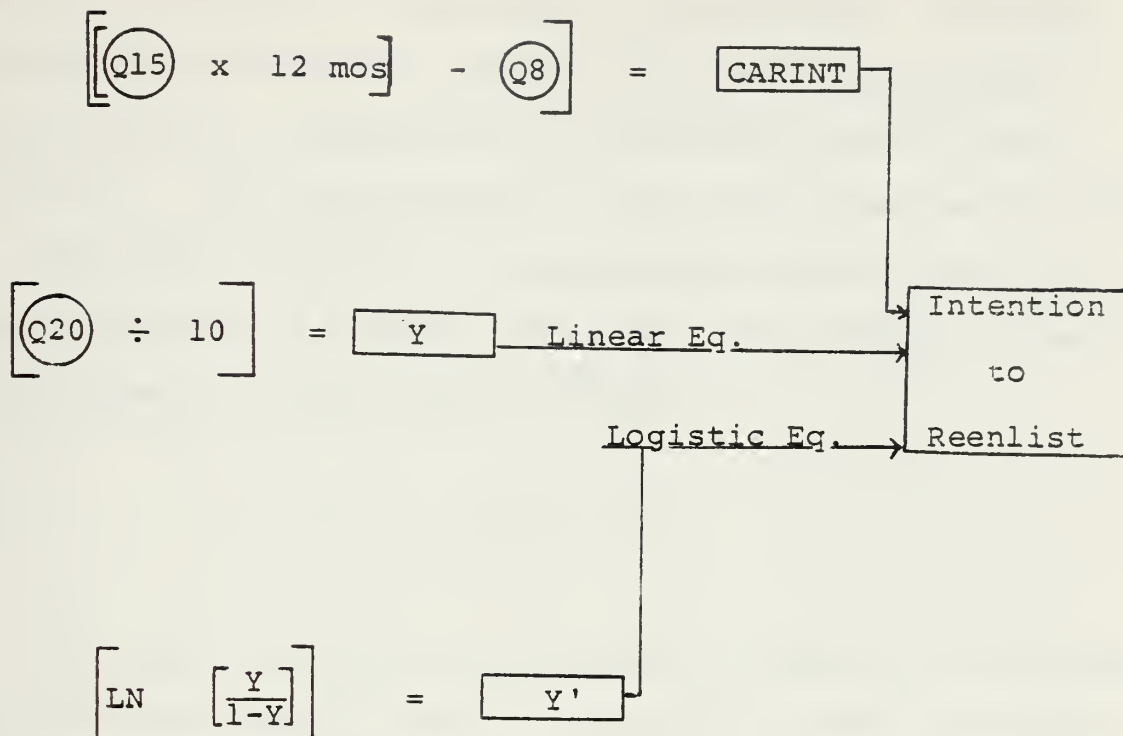 [[Q15 x 12 mos] - Q8] = CARINT
[Q20 ÷ 10] = Y Linear Eq.
Intention
to
Reenlist
Logistic Eq.
[LN [Y/1-Y]] = Y'